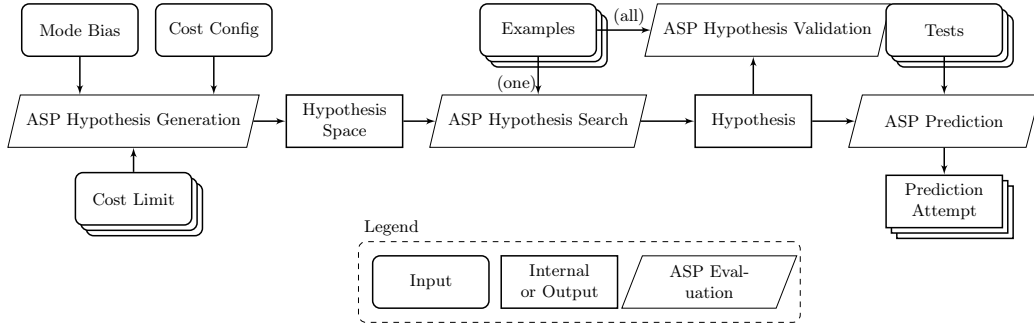 Mode Bias
Cost Config
Examples
(all)
ASP Hypothesis Validation
Tests
(one)
ASP Hypothesis Generation
Hypothesis
Space
ASP Hypothesis Search
Hypothesis
ASP Prediction
Cost Limit
Prediction
Attempt
Legend
Input
Internal
or Output
ASP Eval-
uation